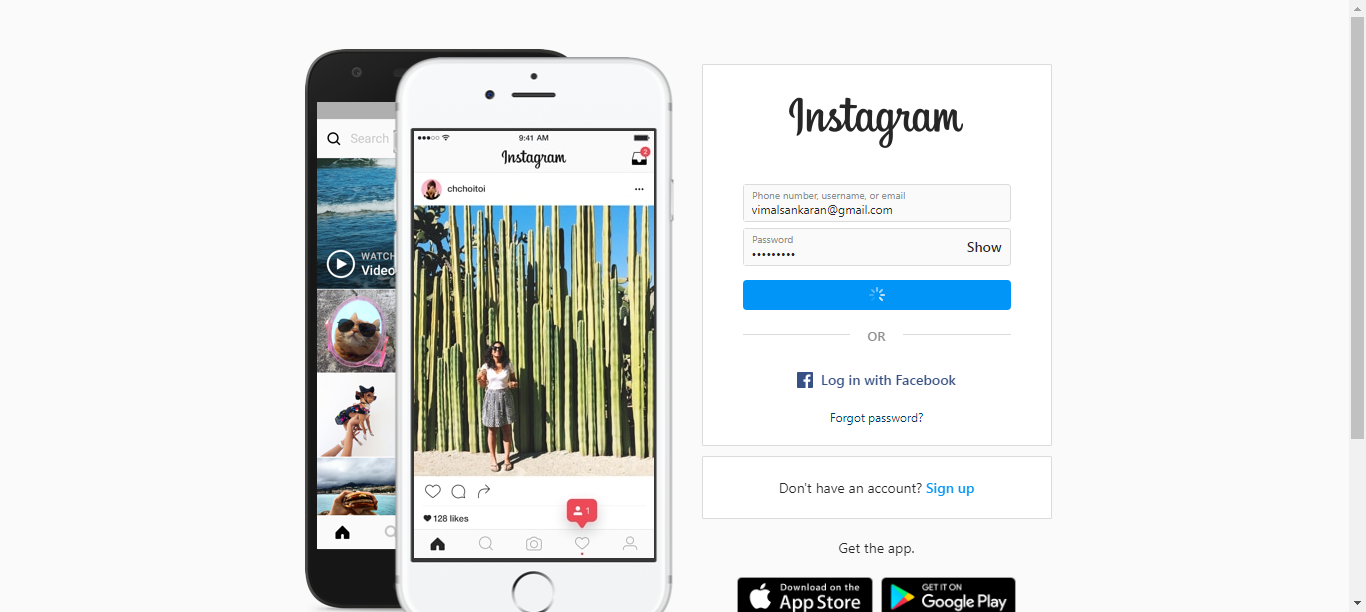 Search
WATCH
Video
9:41 AM
Instagram
2
chchoitoi
128 likes
1
Instagram
Phone number, username, or email
vimalsankaran@gmail.com
Password
•••••••••
Show
OR
Log in with Facebook
Forgot password?
Don't have an account? Sign up
Get the app.
Download on the
App Store
GET IT ON
Google Play